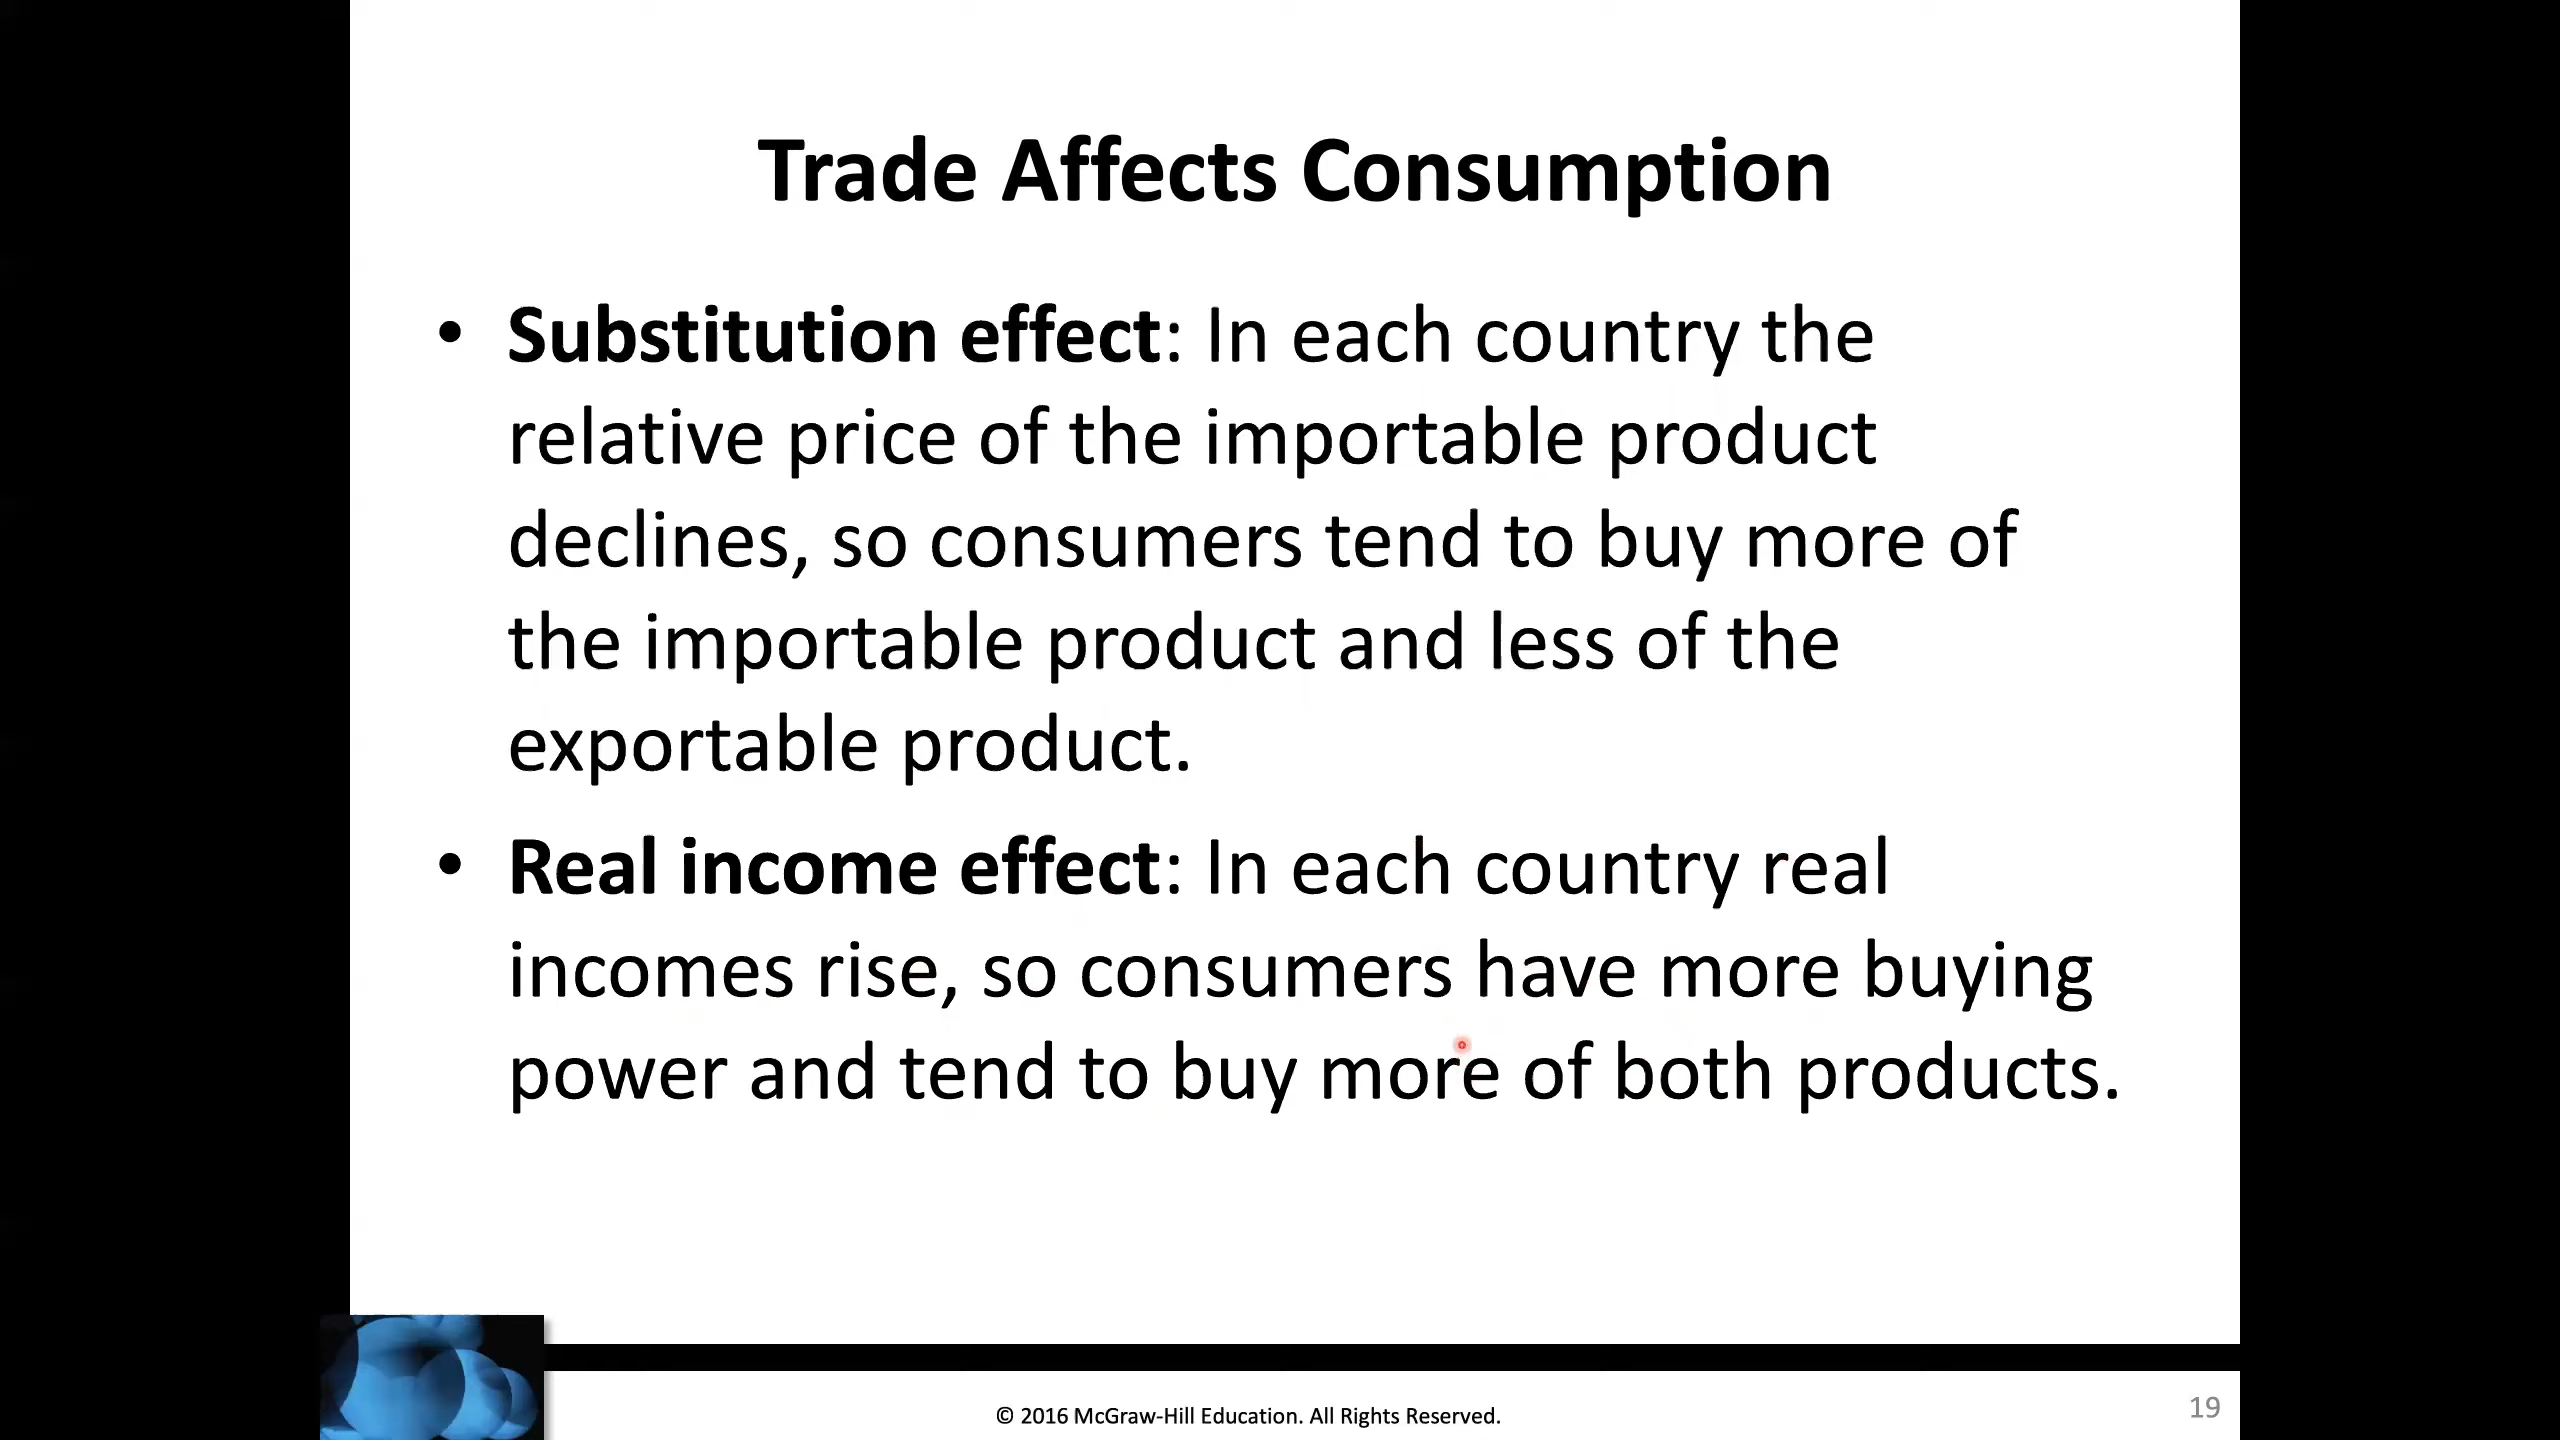 Trade Affects Consumption
• Substitution effect: In each country the
relative price of the importable product
declines, so consumers tend to buy more of
the importable product and less of the
exportable product.
• Real income effect: In each country real
incomes rise, so consumers have more buying
power and tend to buy more of both products.
© 2016 McGraw-Hill Education. All Rights Reserved.
19